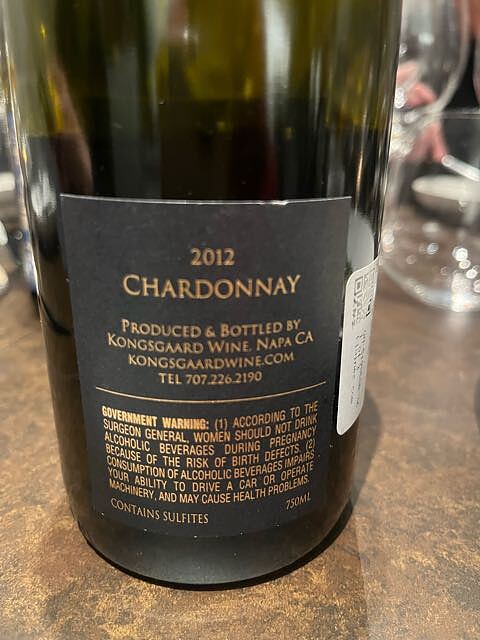 2012
CHARDONNAY
PRODUCED & BOTTLED BY
KONGSGAARD WINE, NAPA CA
KONGSGAARDWINE.COM
TEL 707.226.2190
GOVERNMENT WARNING: (1) ACCORDING TO THE
SURGEON GENERAL, WOMEN SHOULD NOT DRINK
ALCOHOLIC BEVERAGES DURING PREGNANCY
BECAUSE OF THE RISK OF BIRTH DEFECTS. (2)
CONSUMPTION OF ALCOHOLIC BEVERAGES IMPAIRS
YOUR ABILITY TO DRIVE A CAR OR OPERATE
MACHINERY, AND MAY CAUSE HEALTH PROBLEMS.
CONTAINS SULFITES 750ML